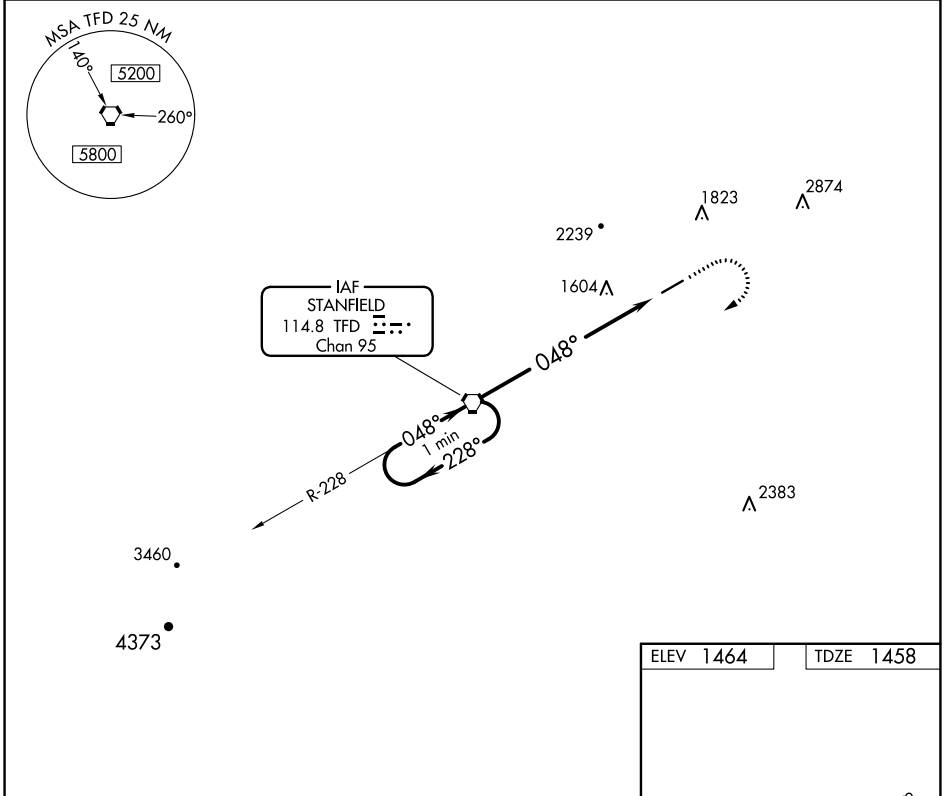 MSA TFD 25 NM
140°
5200
260°
5800
1823
2874
2239
1604
IAF
STANFIELD
114.8 TFD
Chan 95
048°
048°
1 min
228°
R-228
2383
3460
4373
ELEV 1464
TDZE 1458